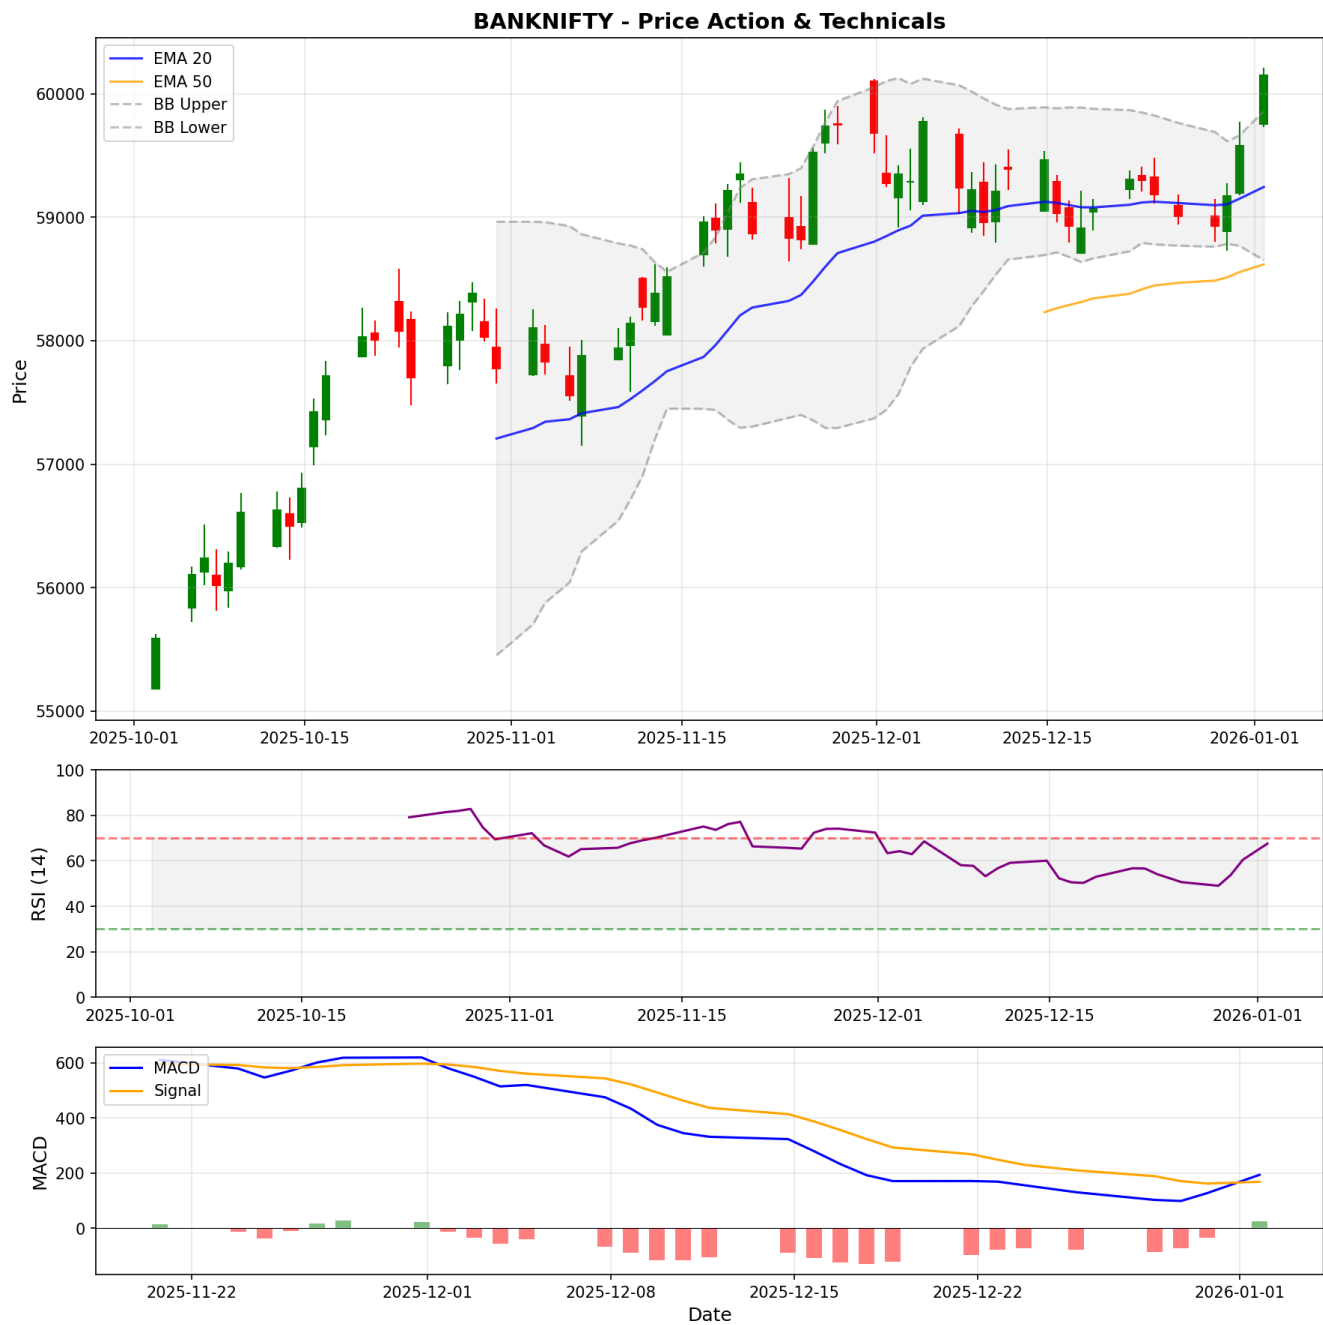 BANKNIFTY - Price Action & Technicals
EMA 20
EMA 50
BB Upper
BB Lower
60000
59000
58000
57000
56000
55000
Price
2025-10-01 2025-10-15 2025-11-01 2025-11-15 2025-12-01 2025-12-15 2026-01-01
100
80
60
40
20
0
RSI (14)
2025-10-01 2025-10-15 2025-11-01 2025-11-15 2025-12-01 2025-12-15 2026-01-01
MACD
Signal
600
400
200
0
MACD
2025-11-22 2025-12-01 2025-12-08 2025-12-15 2025-12-22 2026-01-01
Date